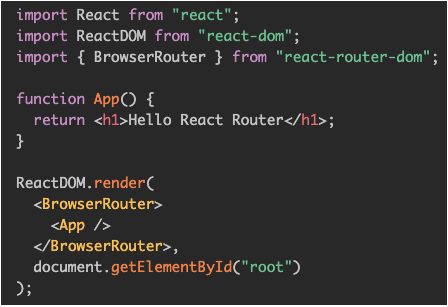 import React from "react";
import ReactDOM from "react-dom";
import { BrowserRouter } from "react-router-dom";

function App() {
  return <h1>Hello React Router</h1>;
}

ReactDOM.render(
  <BrowserRouter>
    <App />
  </BrowserRouter>,
  document.getElementById("root")
);